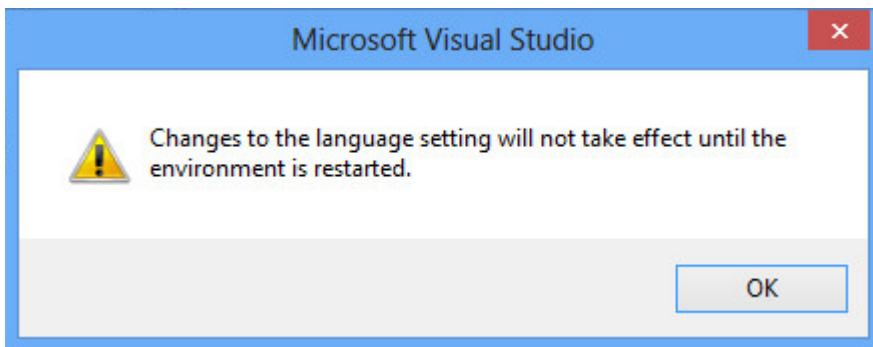 Microsoft Visual Studio
Changes to the language setting will not take effect until the
environment is restarted.
OK